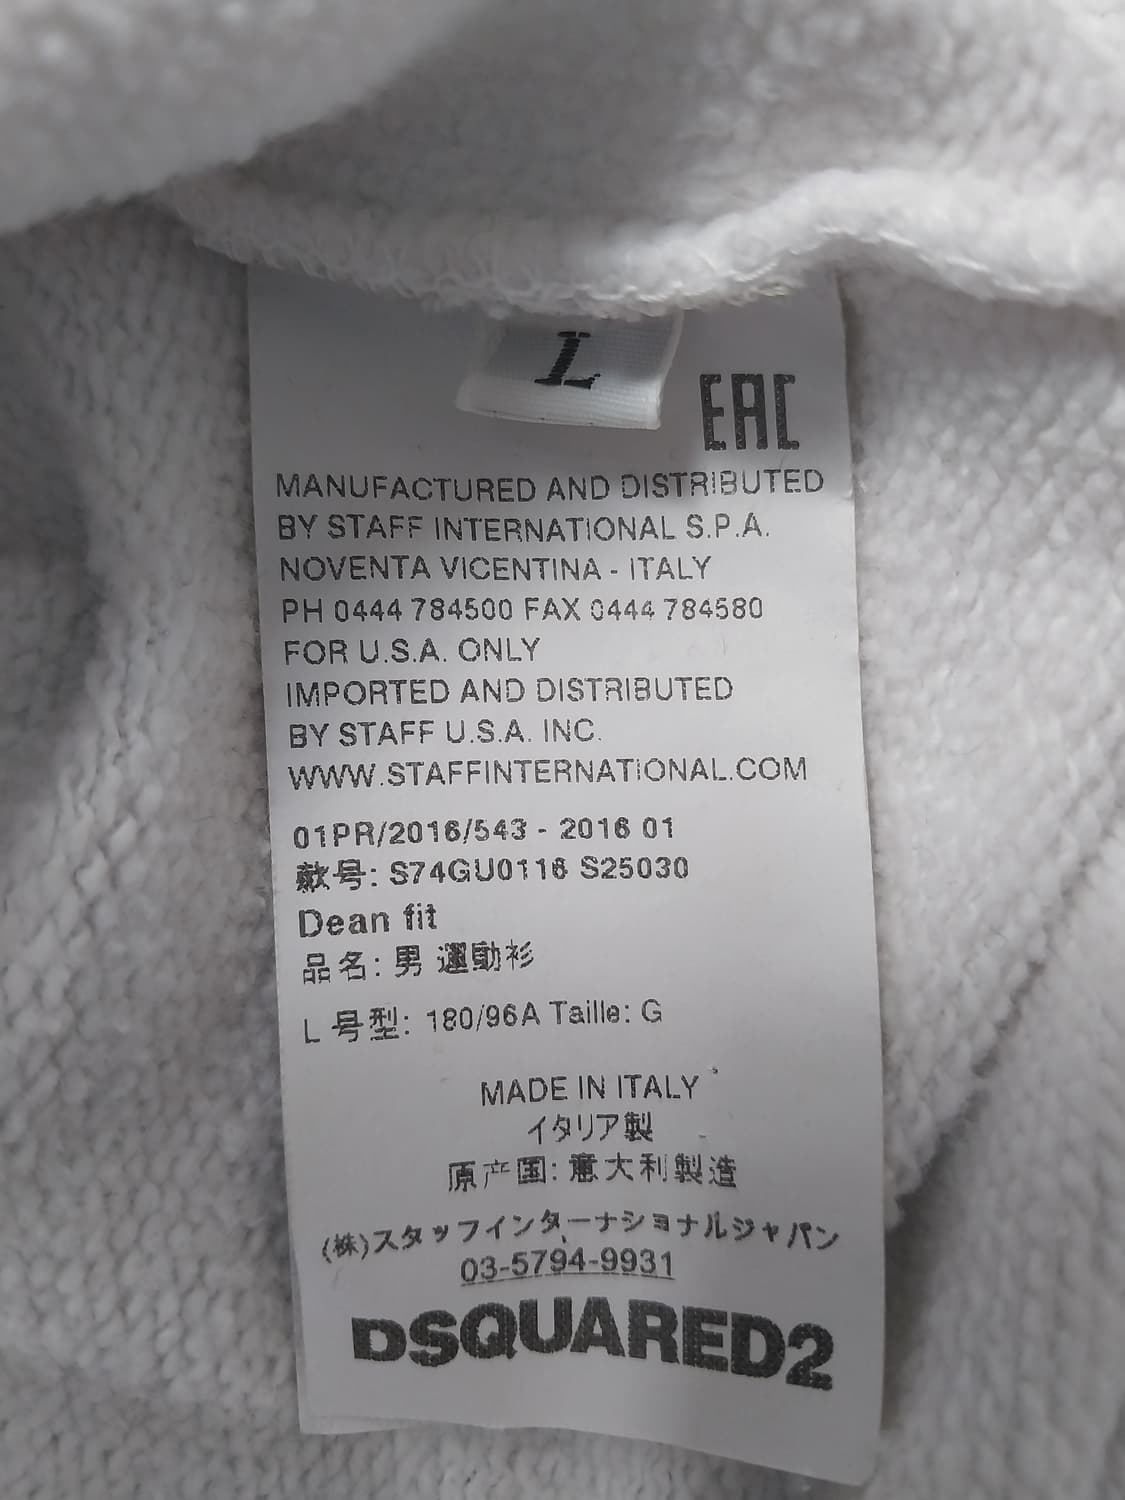 L
EAC
MANUFACTURED AND DISTRIBUTED
BY STAFF INTERNATIONAL S.P.A.
NOVENTA VICENTINA - ITALY
PH 0444 784500 FAX 0444 784580
FOR U.S.A. ONLY
IMPORTED AND DISTRIBUTED
BY STAFF U.S.A. INC.
WWW.STAFFINTERNATIONAL.COM
01PR/2016/543 - 2016 01
款号: S74GU0116 S25030
Dean fit
品名: 男 運動衫
L 号型: 180/96A Taille: G
MADE IN ITALY
イタリア製
原产国: 意大利製造
(株)スタッフインターナショナルジャパン
03-5794-9931
DSQUARED2